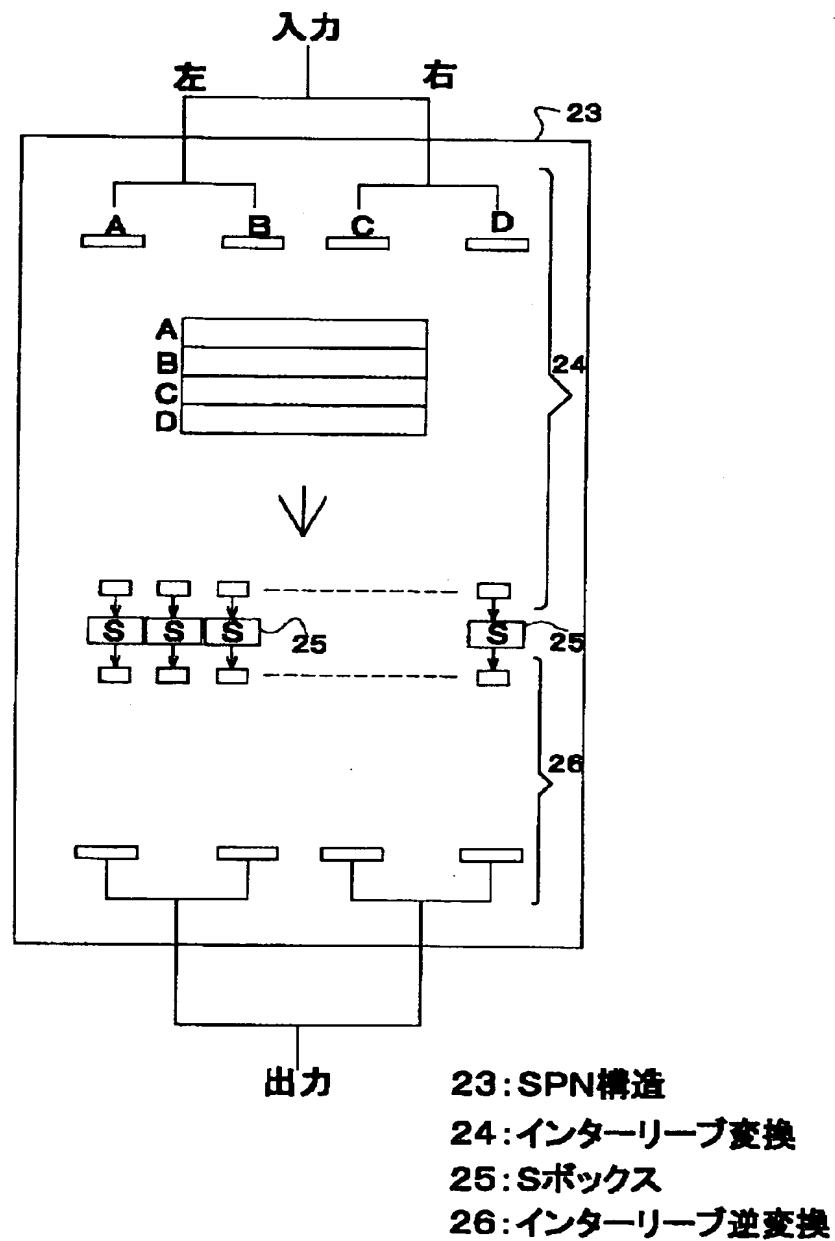 入力
左 右
23
A B C D
A
B
24
C
D
S S S 25 S 25
26
出力
23:SPN構造
24:インターリーブ変換
25:Sボックス
26:インターリーブ逆変換